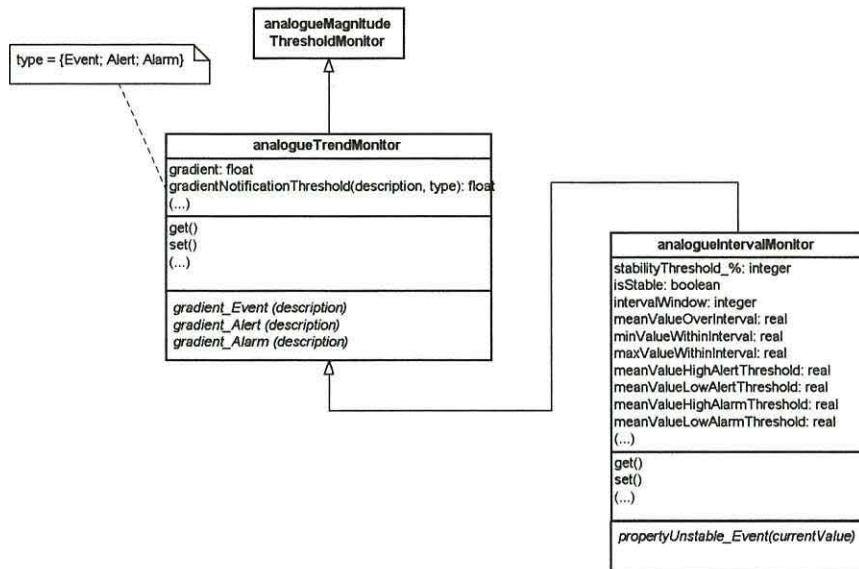 analogueMagnitude
ThresholdMonitor
type = {Event; Alert; Alarm}
analogueTrendMonitor
gradient: float
gradientNotificationThreshold(description, type): float
(...)
get()
set()
(...)
gradient_Event (description)
gradient_Alert (description)
gradient_Alarm (description)
analogueIntervalMonitor
stabilityThreshold_%: integer
isStable: boolean
intervalWindow: integer
meanValueOverInterval: real
minValueWithinInterval: real
maxValueWithinInterval: real
meanValueHighAlertThreshold: real
meanValueLowAlertThreshold: real
meanValueHighAlarmThreshold: real
meanValueLowAlarmThreshold: real
(...)
get()
set()
(...)
propertyUnstable_Event(currentValue)